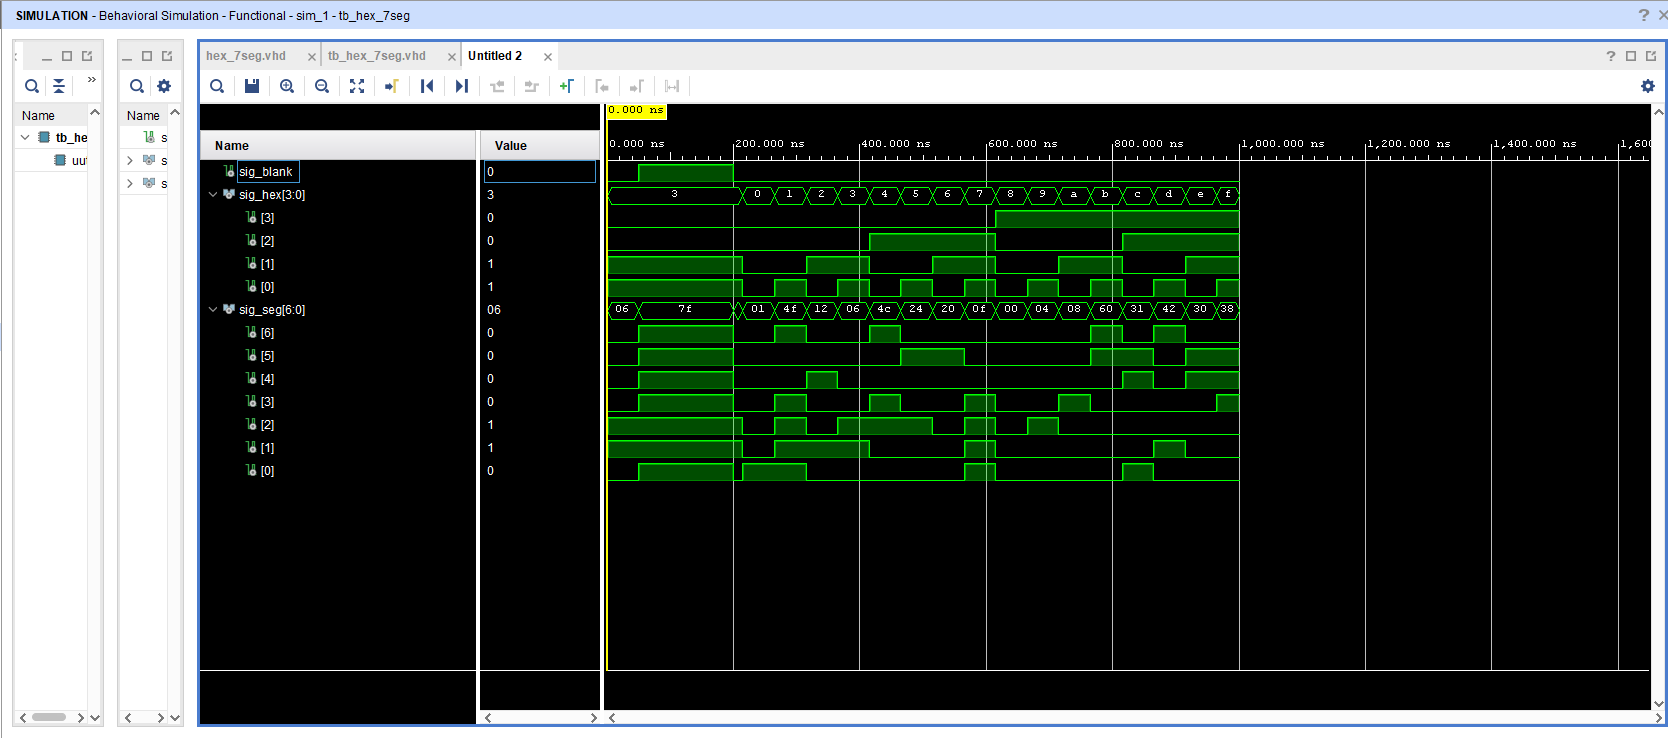 SIMULATION - Behavioral Simulation - Functional - sim_1 - tb_hex_7seg
hex_7seg.vhd
tb_hex_7seg.vhd
Untitled 2
Name
tb_he
uu
Name
s
s
s
Name
Value
0.000 ns
0.000 ns 200.000 ns 400.000 ns 600.000 ns 800.000 ns 1,000.000 ns 1,200.000 ns 1,400.000 ns 1,600
sig_blank 0
sig_hex[3:0] 3 3 0 1 2 3 4 5 6 7 8 9 a b c d e f
[3] 0
[2] 0
[1] 1
[0] 1
sig_seg[6:0] 06 06 7f 01 4f 12 06 4c 24 20 0f 00 04 08 60 31 42 30 38
[6] 0
[5] 0
[4] 0
[3] 0
[2] 1
[1] 1
[0] 0